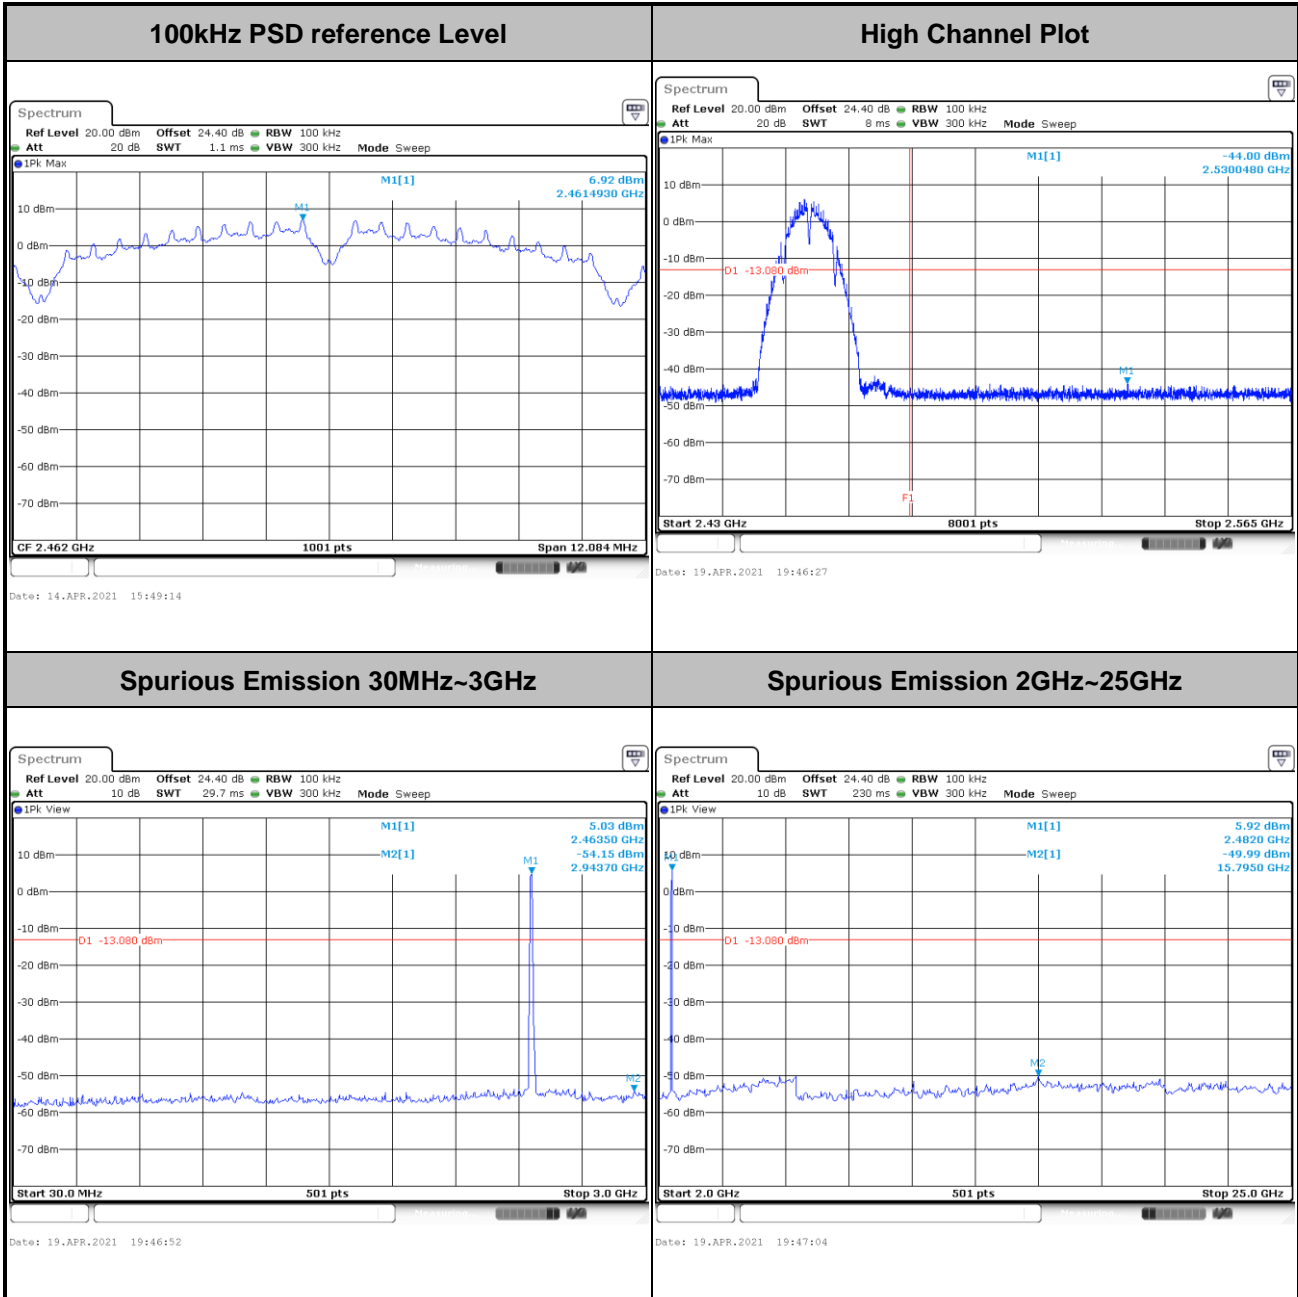 100kHz PSD reference Level
Spectrum
Ref Level 20.00 dBm Offset 24.40 dB RBW 100 kHz
Att 20 dB SWT 1.1 ms VBW 300 kHz Mode Sweep
1Pk Max
M1[1] 6.92 dBm
2.4614930 GHz
M1
10 dBm
0 dBm
-10 dBm
-20 dBm
-30 dBm
-40 dBm
-50 dBm
-60 dBm
-70 dBm
CF 2.462 GHz 1001 pts Span 12.084 MHz
Date: 14.APR.2021 15:49:14
High Channel Plot
Spectrum
Ref Level 20.00 dBm Offset 24.40 dB RBW 100 kHz
Att 20 dB SWT 8 ms VBW 300 kHz Mode Sweep
1Pk Max
M1[1] -44.00 dBm
2.5300480 GHz
10 dBm
0 dBm
-10 dBm
D1 -13.080 dBm
-20 dBm
-30 dBm
-40 dBm
M1
-50 dBm
-60 dBm
-70 dBm
F1
Start 2.43 GHz 8001 pts Stop 2.565 GHz
Measuring...
Date: 19.APR.2021 19:46:27
Spurious Emission 30MHz~3GHz
Spectrum
Ref Level 20.00 dBm Offset 24.40 dB RBW 100 kHz
Att 10 dB SWT 29.7 ms VBW 300 kHz Mode Sweep
1Pk View
M1[1] 5.03 dBm
2.46350 GHz
M2[1] -54.15 dBm
2.94370 GHz
10 dBm
M1
0 dBm
-10 dBm
D1 -13.080 dBm
-20 dBm
-30 dBm
-40 dBm
-50 dBm
M2
-60 dBm
-70 dBm
Start 30.0 MHz 501 pts Stop 3.0 GHz
Measuring...
Date: 19.APR.2021 19:46:52
Spurious Emission 2GHz~25GHz
Spectrum
Ref Level 20.00 dBm Offset 24.40 dB RBW 100 kHz
Att 10 dB SWT 230 ms VBW 300 kHz Mode Sweep
1Pk View
M1[1] 5.92 dBm
2.4820 GHz
M2[1] -49.99 dBm
15.7950 GHz
10 dBm
M1
0 dBm
-10 dBm
D1 -13.080 dBm
-20 dBm
-30 dBm
-40 dBm
M2
-50 dBm
-60 dBm
-70 dBm
Start 2.0 GHz 501 pts Stop 25.0 GHz
Measuring...
Date: 19.APR.2021 19:47:04